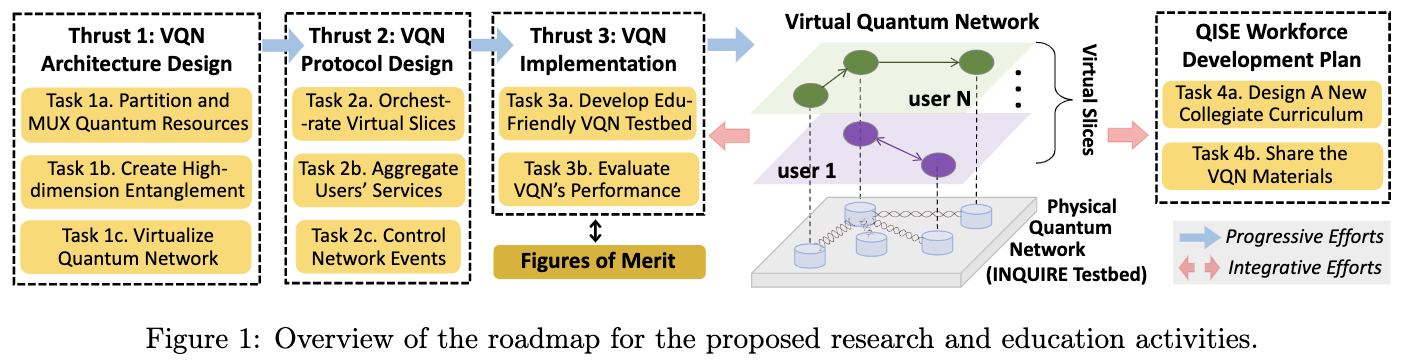 Thrust 1: VQN
Architecture Design
Task 1a. Partition and
MUX Quantum Resources
Task 1b. Create High-
dimension Entanglement
Task 1c. Virtualize
Quantum Network
Thrust 2: VQN
Protocol Design
Task 2a. Orchest-
-rate Virtual Slices
Task 2b. Aggregate
Users’ Services
Task 2c. Control
Network Events
Thrust 3: VQN
Implementation
Task 3a. Develop Edu-
Friendly VQN Testbed
Task 3b. Evaluate
VQN’s Performance
Figures of Merit
Virtual Quantum Network
user N
user 1
Virtual Slices
Physical
Quantum
Network
(INQUIRE Testbed)
QISE Workforce
Development Plan
Task 4a. Design A New
Collegiate Curriculum
Task 4b. Share the
VQN Materials
Progressive Efforts
Integrative Efforts
Figure 1: Overview of the roadmap for the proposed research and education activities.